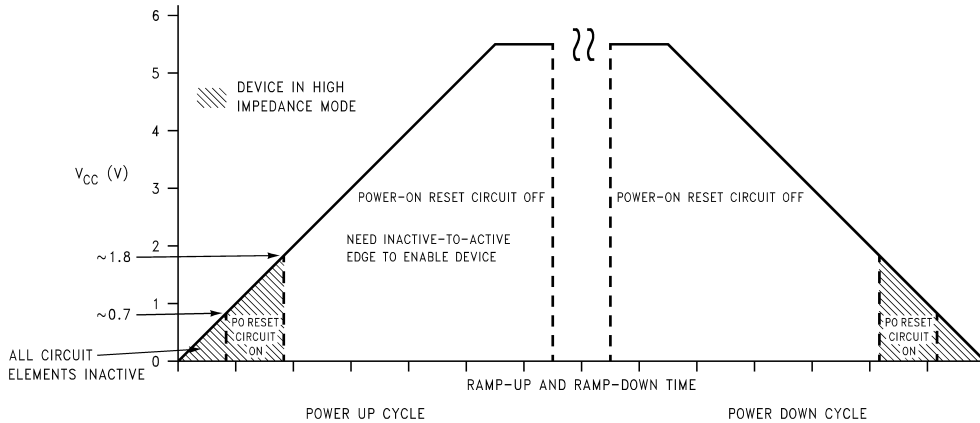 6
5
4
3
2
1
0
DEVICE IN HIGH
IMPEDANCE MODE
VCC (V)
POWER-ON RESET CIRCUIT OFF
POWER-ON RESET CIRCUIT OFF
NEED INACTIVE-TO-ACTIVE
EDGE TO ENABLE DEVICE
~1.8
~0.7
PO RESET
CIRCUIT
ON
PO RESET
CIRCUIT
ON
ALL CIRCUIT
ELEMENTS INACTIVE
RAMP-UP AND RAMP-DOWN TIME
POWER UP CYCLE
POWER DOWN CYCLE